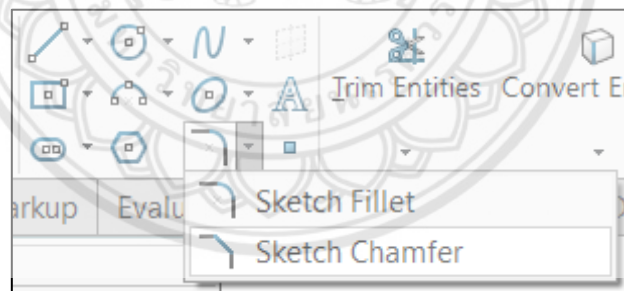 Trim Entities Convert E
arkup Evalu
Sketch Fillet
Sketch Chamfer